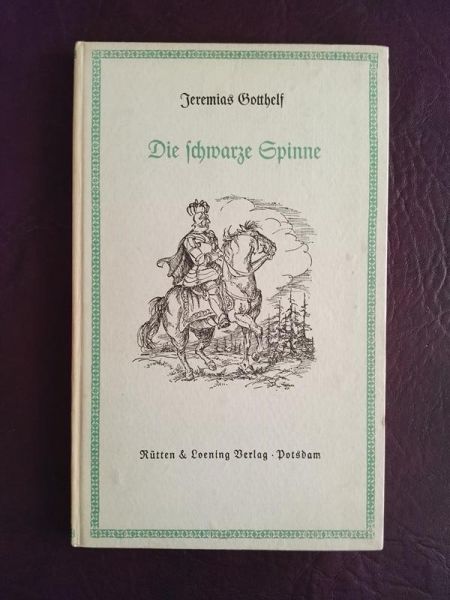 Jeremias Gotthelf
Die schwarze Spinne
Rütten & Loening Verlag · Potsdam